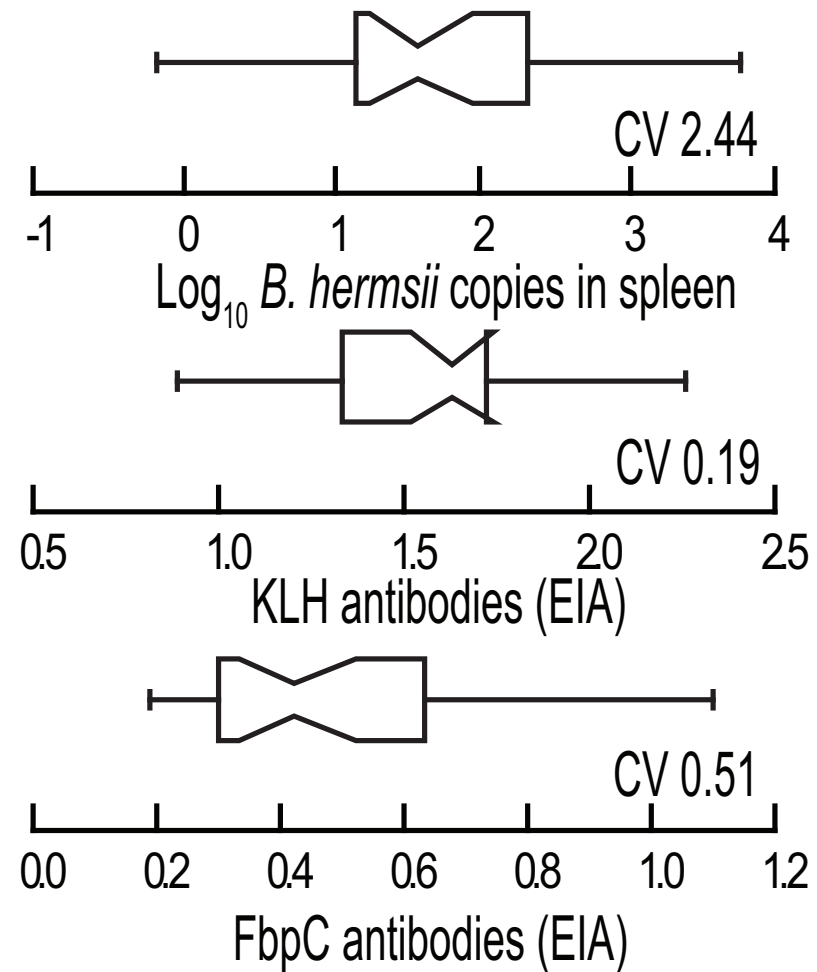 CV 2.44
-1 0 1 2 3 4
Log10 B. hermsii copies in spleen
CV 0.19
0.5 1.0 1.5 2.0 2.5
KLH antibodies (EIA)
CV 0.51
0.0 0.2 0.4 0.6 0.8 1.0 1.2
FbpC antibodies (EIA)